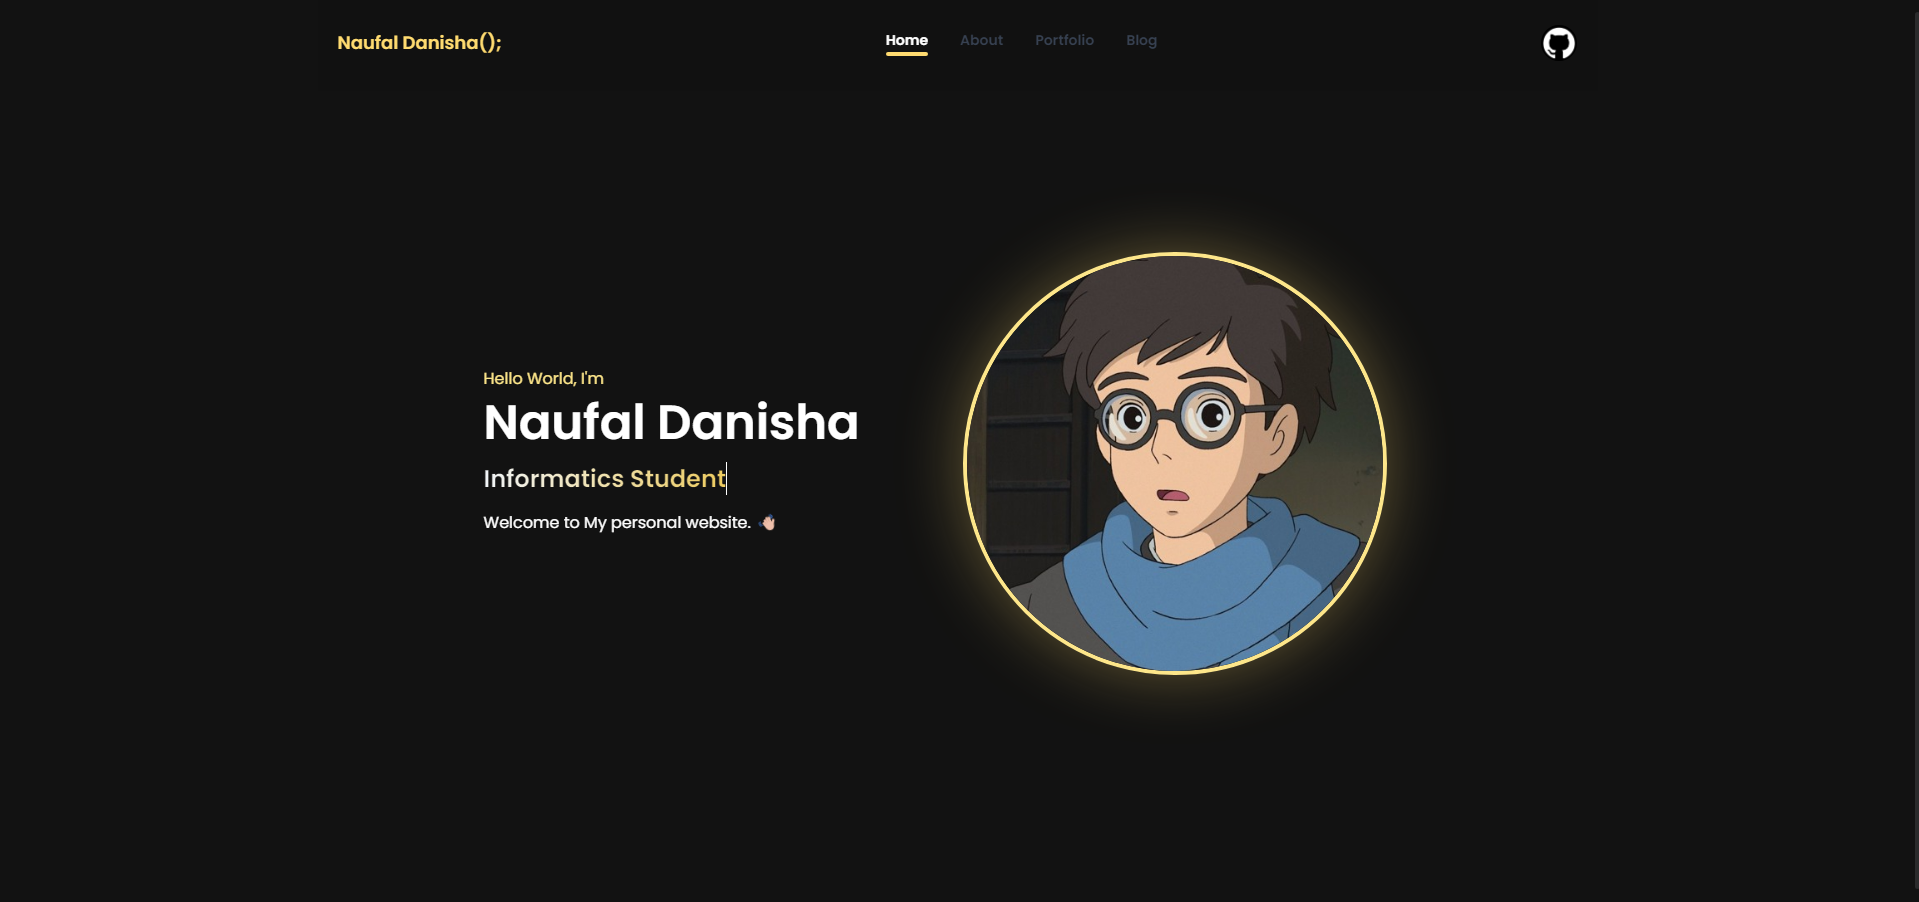 Naufal Danisha();
Home About Portfolio Blog
Hello World, I'm
Naufal Danisha
Informatics Student
Welcome to My personal website. 👋🏻